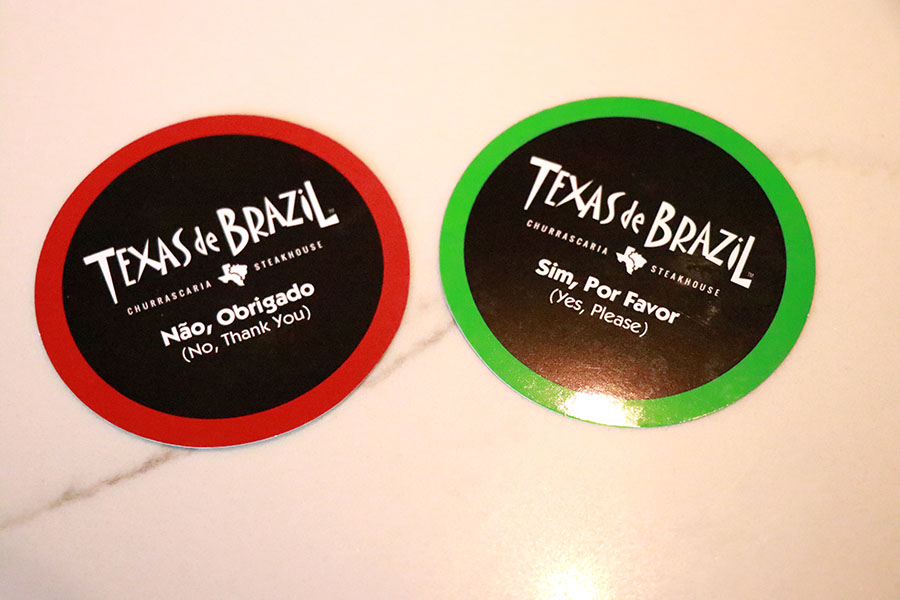 TEXAS de BRAZiL
CHURRASCARIA STEAKHOUSE
Não, Obrigado
(No, Thank You)
TEXAS de BRAZiL
CHURRASCARIA STEAKHOUSE
Sim, Por Favor
(Yes, Please)